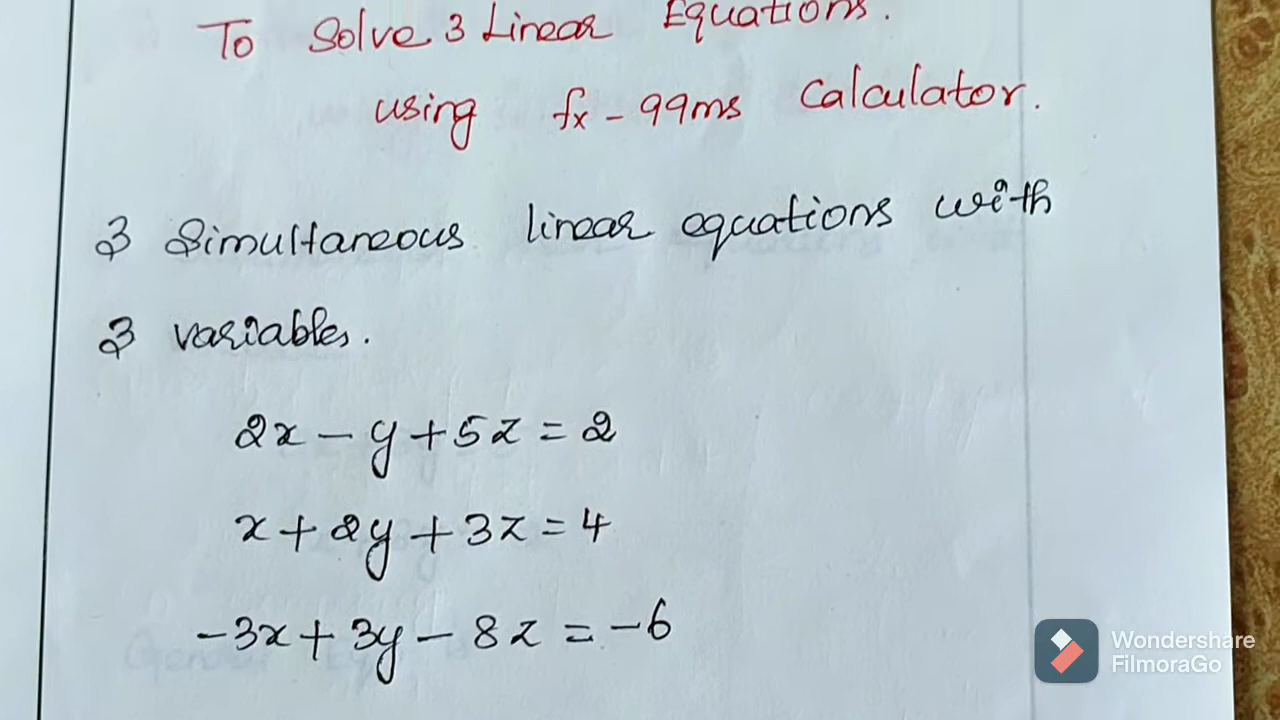 To Solve 3 Linear Equations.
using fx - 99ms Calculator.
3 Simultaneous linear equations with
3 variables.
2x - y + 5z = 2
x + 2y + 3z = 4
-3x + 3y - 8z = -6
Wondershare
FilmoraGo